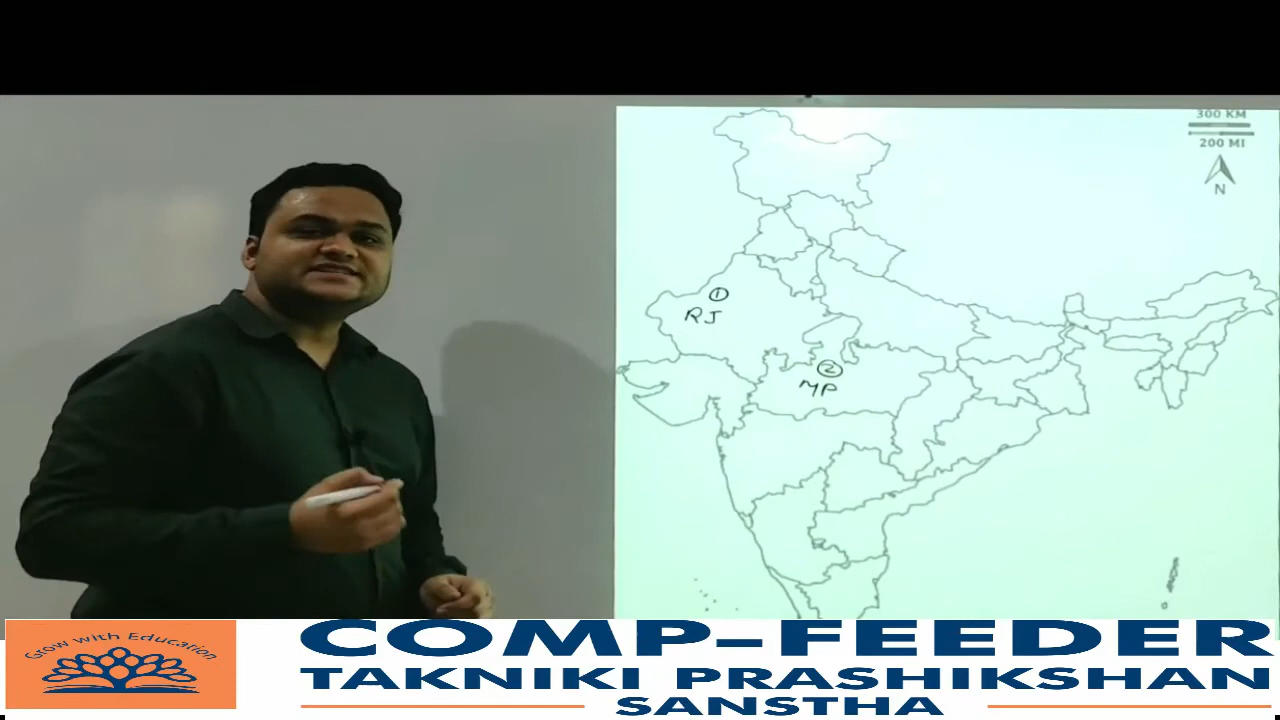 300 KM
200 MI
N
①
RJ
②
MP
Grow with Education
COMP-FEEDER
TAKNIKI PRASHIKSHAN
SANSTHA